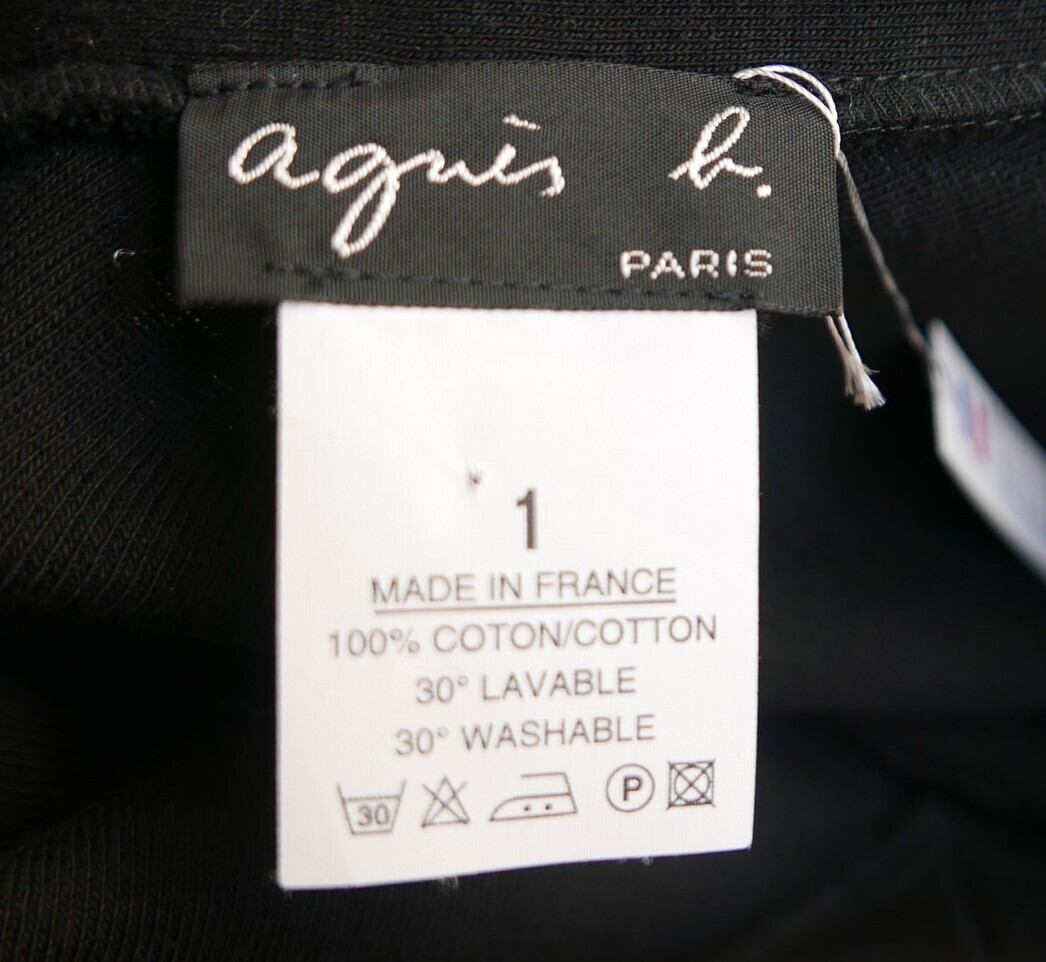 agnès b.
PARIS
1
MADE IN FRANCE
100% COTON/COTTON
30° LAVABLE
30° WASHABLE
30 P